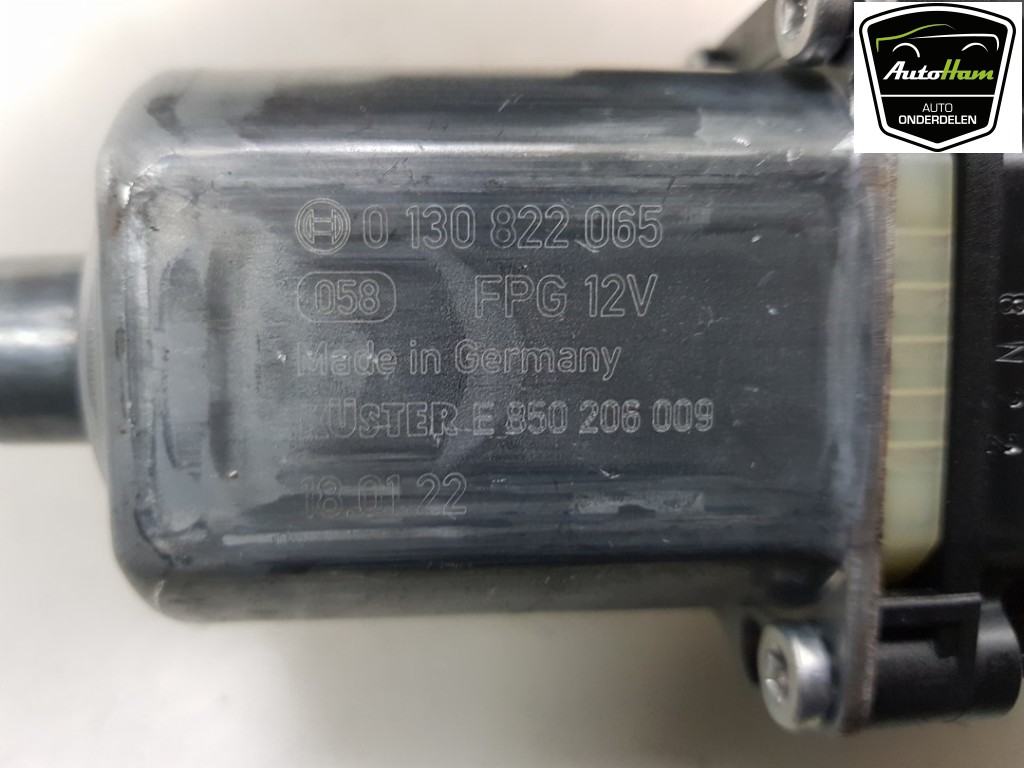 AutoHam
AUTO
ONDERDELEN
0 130 822 065
058 FPG 12V
Made in Germany
KÜSTER E 850 206 009
18.01.22